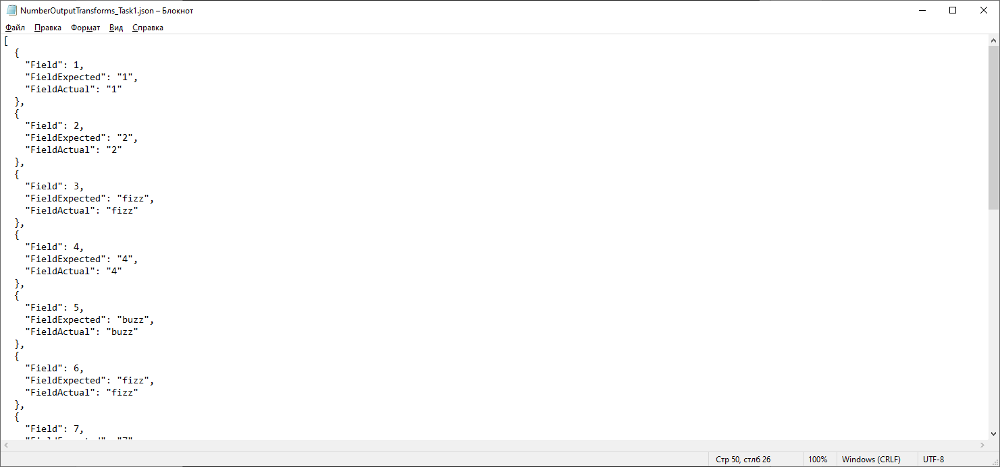 NumberOutputTransforms_Task1.json – Блокнот
Файл Правка Формат Вид Справка
[
  {
    "Field": 1,
    "FieldExpected": "1",
    "FieldActual": "1"
  },
  {
    "Field": 2,
    "FieldExpected": "2",
    "FieldActual": "2"
  },
  {
    "Field": 3,
    "FieldExpected": "fizz",
    "FieldActual": "fizz"
  },
  {
    "Field": 4,
    "FieldExpected": "4",
    "FieldActual": "4"
  },
  {
    "Field": 5,
    "FieldExpected": "buzz",
    "FieldActual": "buzz"
  },
  {
    "Field": 6,
    "FieldExpected": "fizz",
    "FieldActual": "fizz"
  },
  {
    "Field": 7,
    "FieldExpected": "7"
Стр 50, стлб 26 100% Windows (CRLF) UTF-8